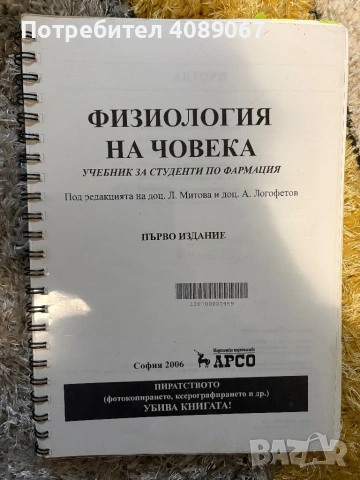 Потребител 4089067
ФИЗИОЛОГИЯ
НА ЧОВЕКА
УЧЕБНИК ЗА СТУДЕНТИ ПО ФАРМАЦИЯ
Под редакцията на доц. Л. Митова и доц. А. Логофетов
ПЪРВО ИЗДАНИЕ
АРСО
София 2006
ПИРАТСТВОТО
(фотокопирането, ксерографирането и др.)
УБИВА КНИГАТА!
BAZAR